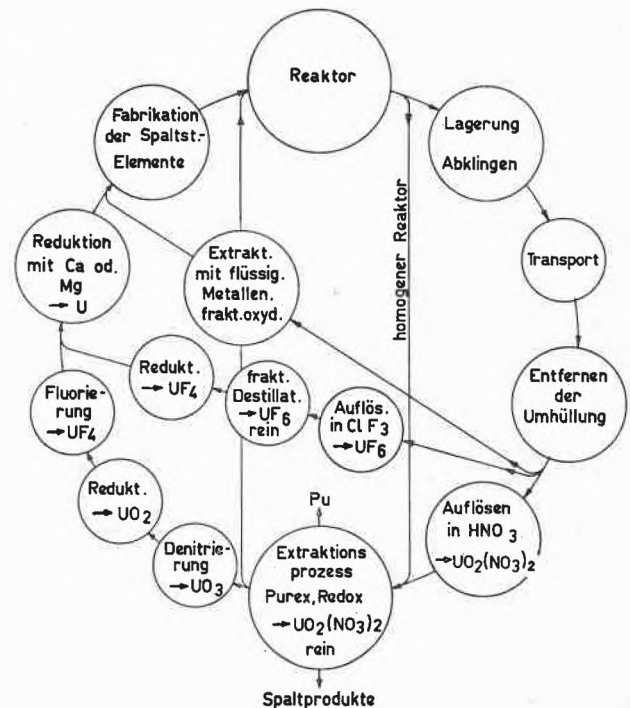 Reaktor
Fabrikation
der Spaltst.-
Elemente
Lagerung
Abklingen
Reduktion
mit Ca od.
Mg
→ U
Extrakt.
mit flüssig.
Metallen.
frakt.oxyd.
homogener Reaktor
Transport
Redukt.
→ UF4
frakt.
Destillat.
→ UF6
rein
Auflös.
in Cl F3
→ UF6
Entfernen
der
Umhüllung
Fluorie-
rung
→ UF4
Redukt.
→ UO2
Denitrie-
rung
→ UO3
Pu
Extraktions
prozess
Purex, Redox
→ UO2(NO3)2
rein
Auflösen
in HNO3
→ UO2(NO3)2
Spaltprodukte